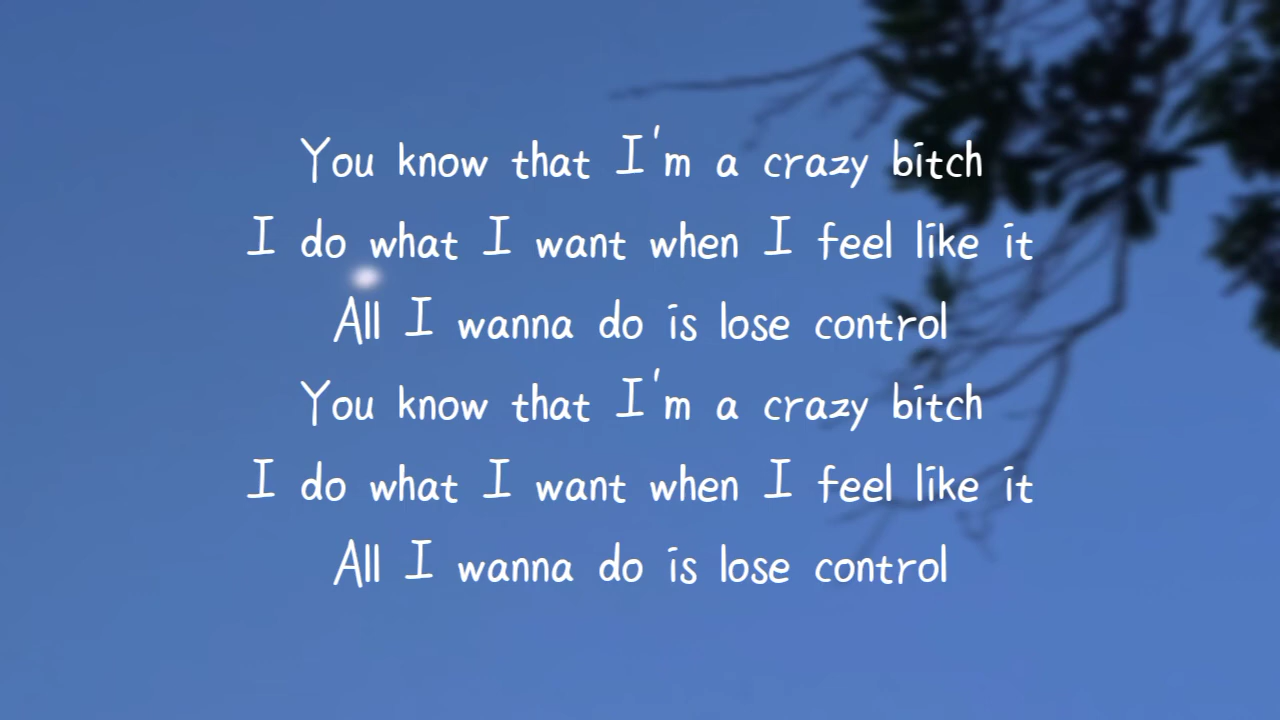 You know that I'm a crazy bitch
I do what I want when I feel like it
All I wanna do is lose control
You know that I'm a crazy bitch
I do what I want when I feel like it
All I wanna do is lose control